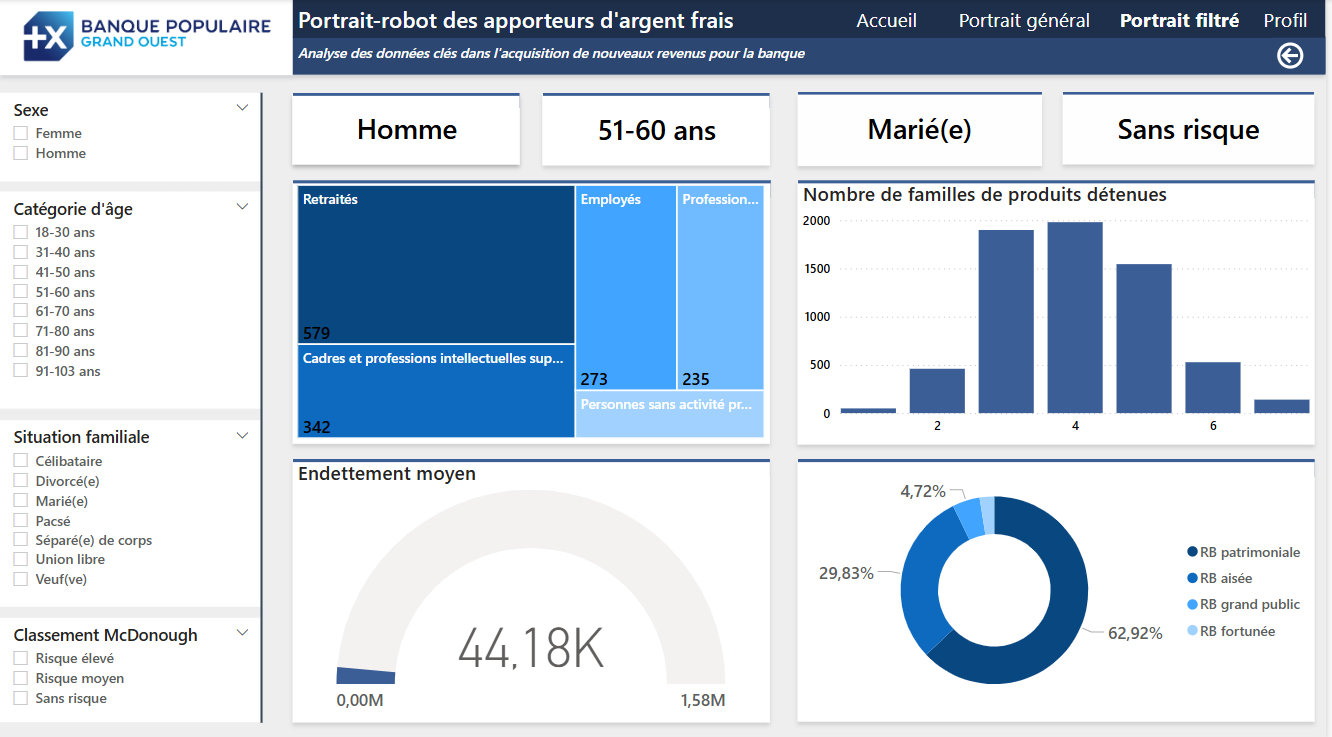 +X BANQUE POPULAIRE
GRAND OUEST
Portrait-robot des apporteurs d'argent frais
Accueil
Portrait général
Portrait filtré
Profil
Analyse des données clés dans l'acquisition de nouveaux revenus pour la banque
Sexe
Femme
Homme
Catégorie d'âge
18-30 ans
31-40 ans
41-50 ans
51-60 ans
61-70 ans
71-80 ans
81-90 ans
91-103 ans
Situation familiale
Célibataire
Divorcé(e)
Marié(e)
Pacsé
Séparé(e) de corps
Union libre
Veuf(ve)
Classement McDonough
Risque élevé
Risque moyen
Sans risque
Homme
51-60 ans
Marié(e)
Sans risque
Retraités
579
Cadres et professions intellectuelles sup...
342
Employés
273
Profession...
235
Personnes sans activité pr...
Nombre de familles de produits détenues
2000
1500
1000
500
0
2
4
6
Endettement moyen
44,18K
0,00M
1,58M
4,72%
29,83%
62,92%
RB patrimoniale
RB aisée
RB grand public
RB fortunée